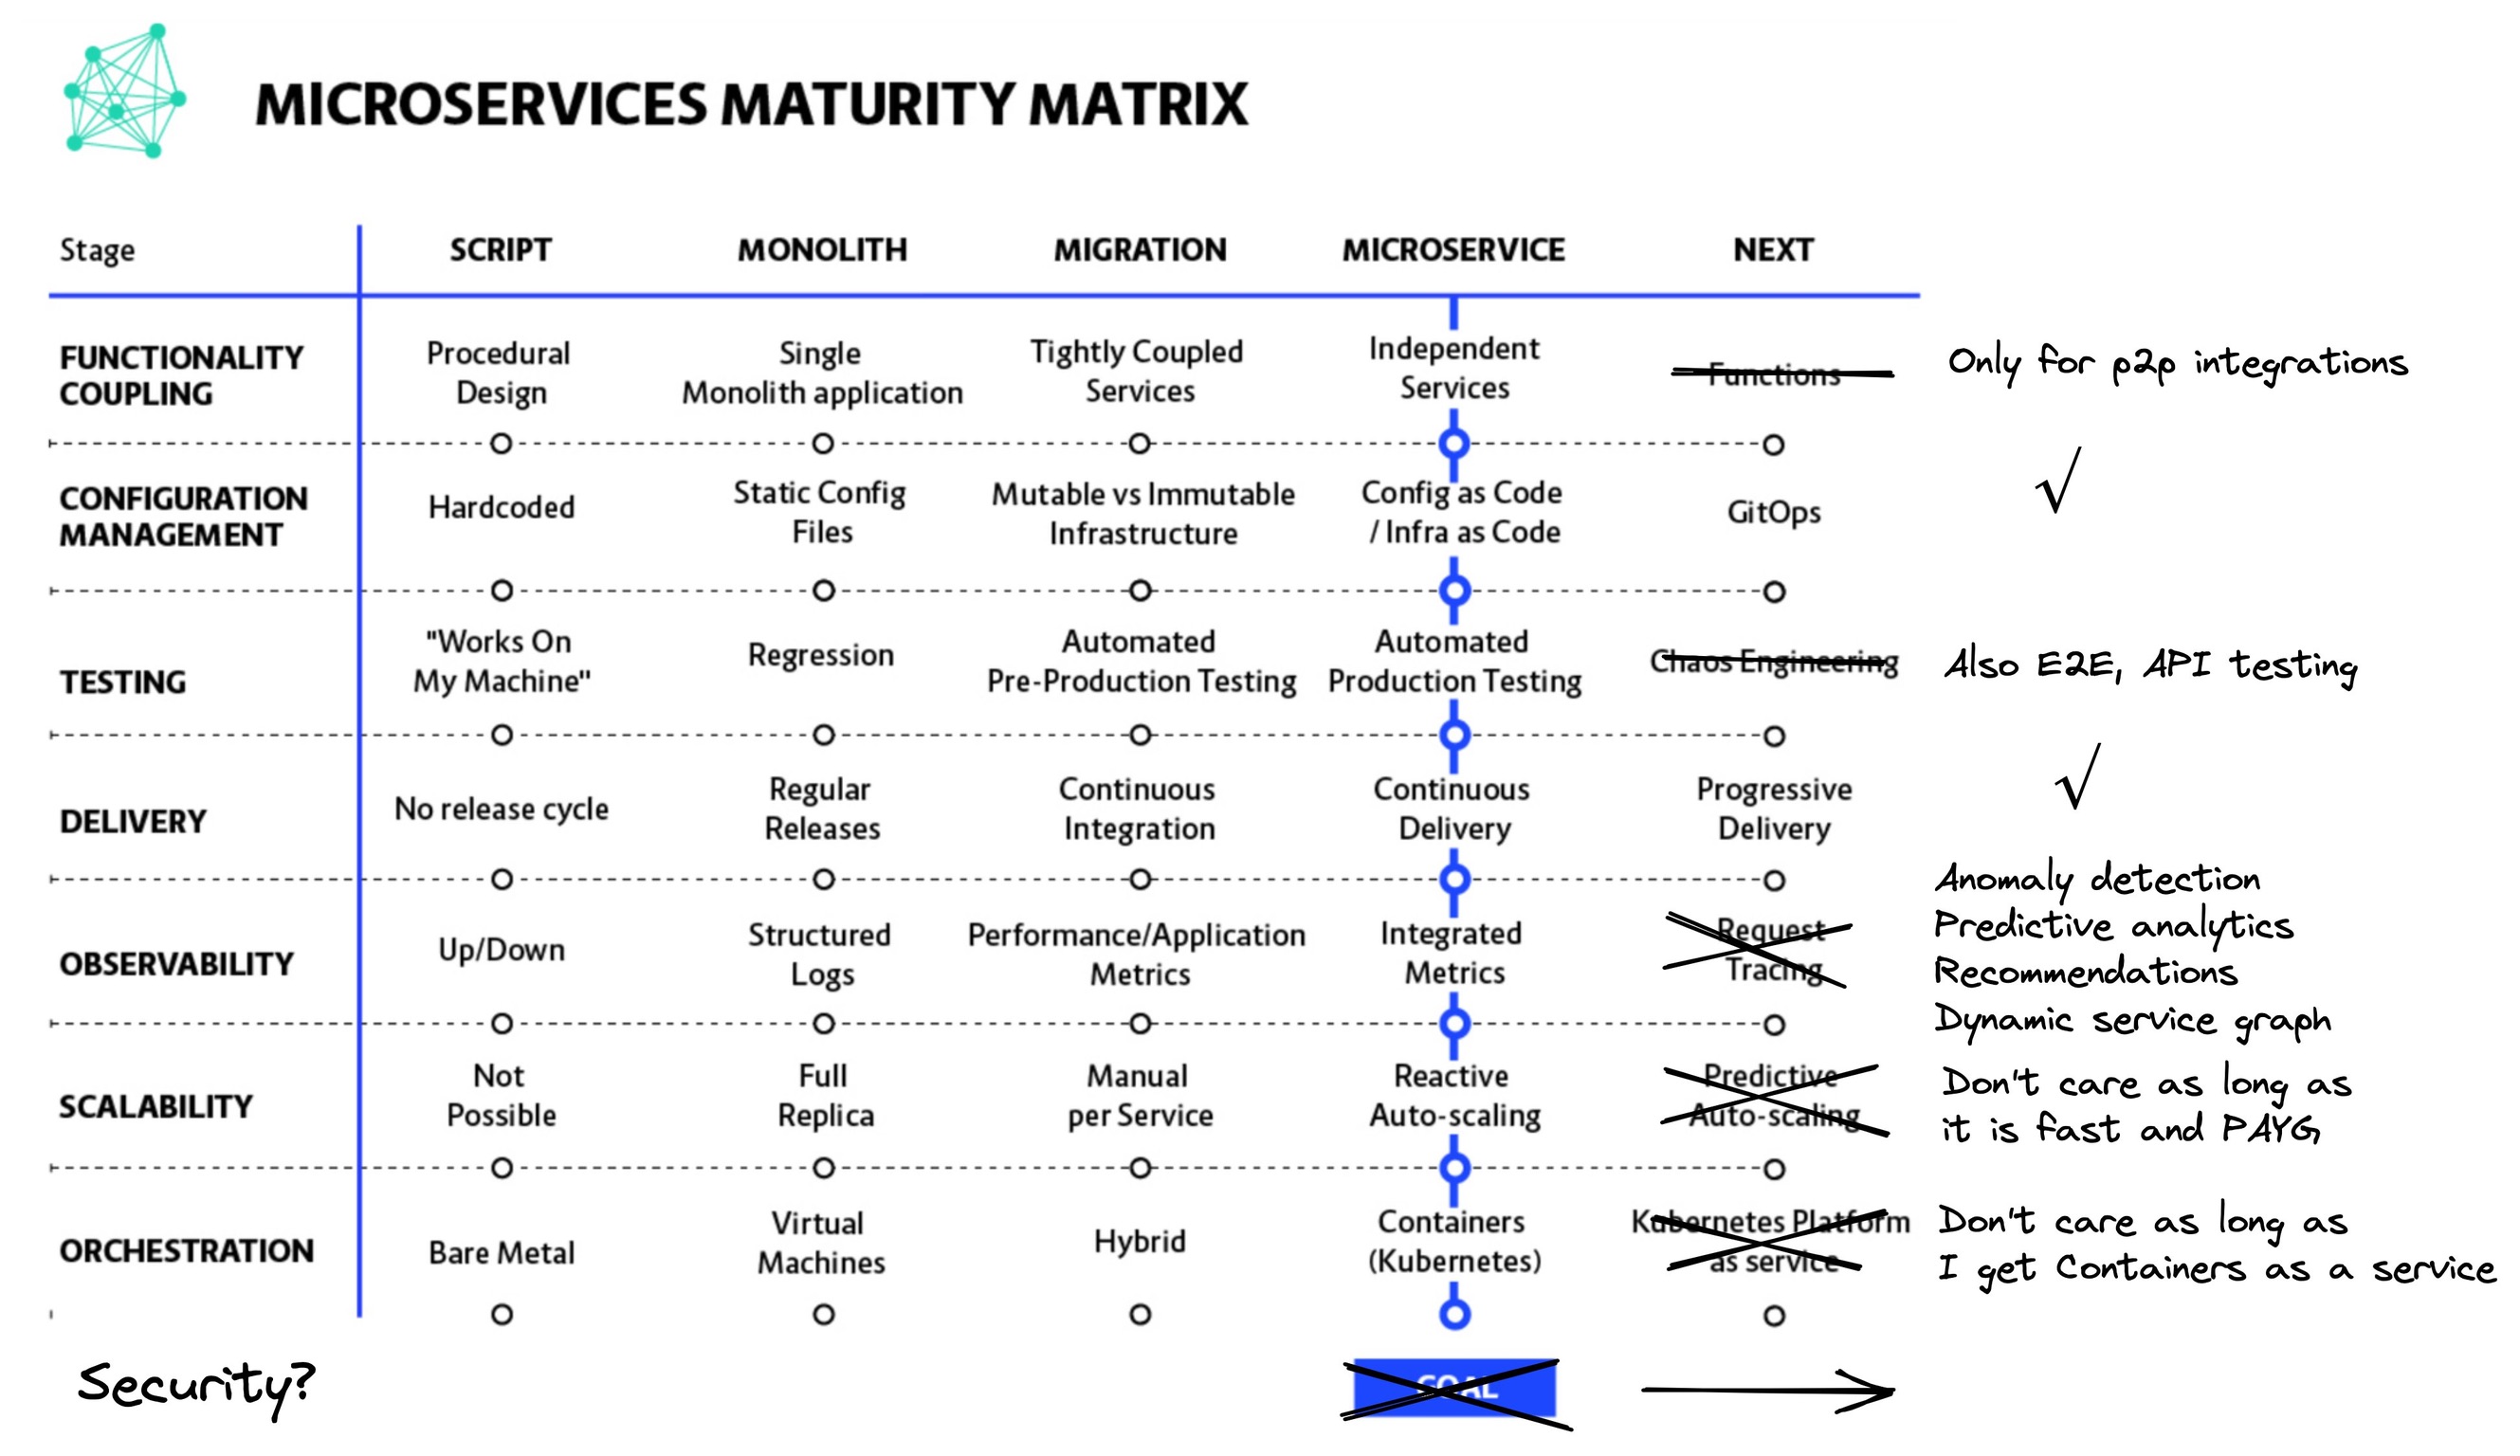 MICROSERVICES MATURITY MATRIX
Stage
SCRIPT
MONOLITH
MIGRATION
MICROSERVICE
NEXT
FUNCTIONALITY
COUPLING
Procedural
Design
Single
Monolith application
Tightly Coupled
Services
Independent
Services
Functions
Only for p2p integrations
CONFIGURATION
MANAGEMENT
Hardcoded
Static Config
Files
Mutable vs Immutable
Infrastructure
Config as Code
/ Infra as Code
GitOps
√
TESTING
"Works On
My Machine"
Regression
Automated
Pre-Production Testing
Automated
Production Testing
Chaos Engineering
Also E2E, API testing
DELIVERY
No release cycle
Regular
Releases
Continuous
Integration
Continuous
Delivery
Progressive
Delivery
√
OBSERVABILITY
Up/Down
Structured
Logs
Performance/Application
Metrics
Integrated
Metrics
Request
Tracing
Anomaly detection
Predictive analytics
Recommendations
Dynamic service graph
SCALABILITY
Not
Possible
Full
Replica
Manual
per Service
Reactive
Auto-scaling
Predictive
Auto-scaling
Don't care as long as
it is fast and PAYG
ORCHESTRATION
Bare Metal
Virtual
Machines
Hybrid
Containers
(Kubernetes)
Kubernetes Platform
as service
Don't care as long as
I get Containers as a service
Security?
GOAL